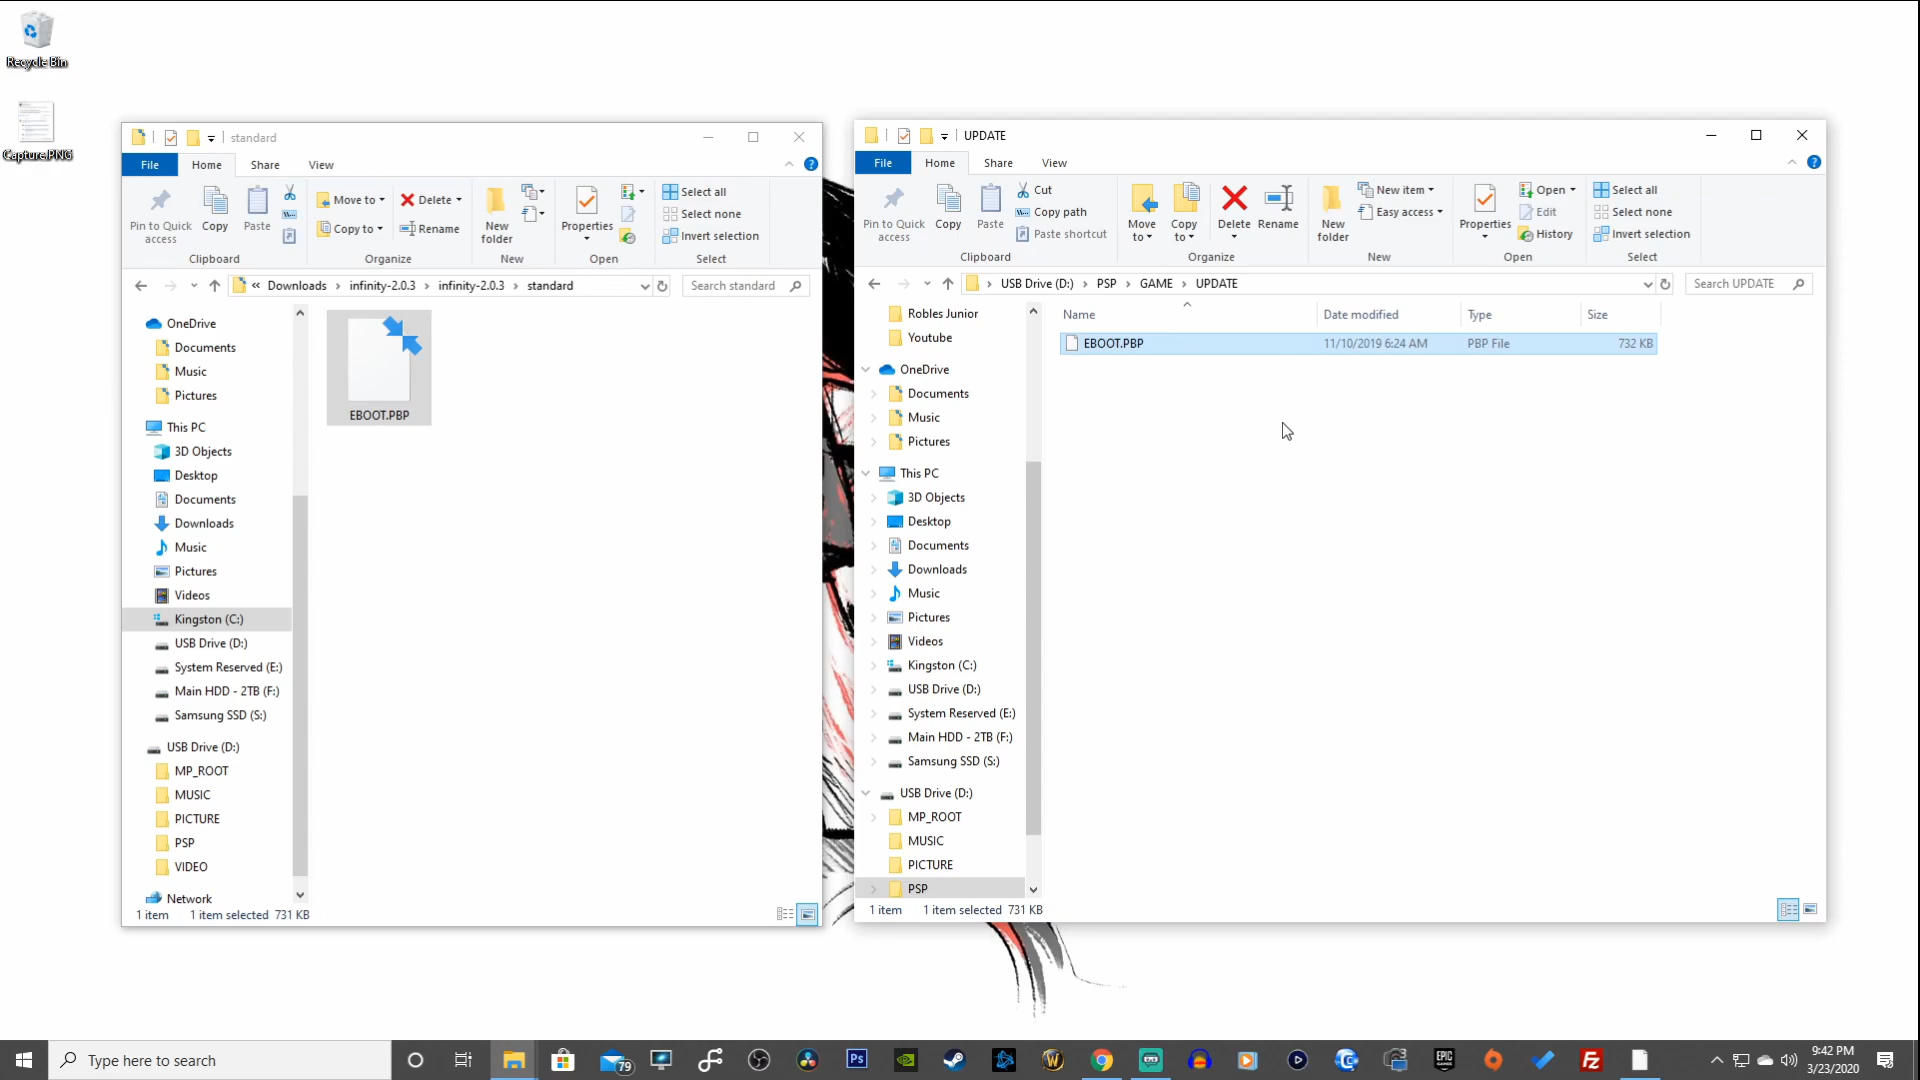 Recycle Bin
Capture.PNG
standard
File
Home
Share
View
Pin to Quick access
Copy
Paste
Clipboard
Move to
Copy to
Delete
Rename
Organize
New folder
New
Properties
Open
Select all
Select none
Invert selection
Select
« Downloads › infinity-2.0.3 › infinity-2.0.3 › standard
Search standard
OneDrive
Documents
Music
Pictures
This PC
3D Objects
Desktop
Documents
Downloads
Music
Pictures
Videos
Kingston (C:)
USB Drive (D:)
System Reserved (E:)
Main HDD - 2TB (F:)
Samsung SSD (S:)
USB Drive (D:)
MP_ROOT
MUSIC
PICTURE
PSP
VIDEO
Network
EBOOT.PBP
1 item
1 item selected 731 KB
UPDATE
File
Home
Share
View
Pin to Quick access
Copy
Paste
Cut
Copy path
Paste shortcut
Clipboard
Move to
Copy to
Delete
Rename
Organize
New folder
New item
Easy access
New
Properties
Open
Edit
History
Open
Select all
Select none
Invert selection
Select
› USB Drive (D:) › PSP › GAME › UPDATE
Search UPDATE
Robles Junior
Youtube
OneDrive
Documents
Music
Pictures
This PC
3D Objects
Desktop
Documents
Downloads
Music
Pictures
Videos
Kingston (C:)
USB Drive (D:)
System Reserved (E:)
Main HDD - 2TB (F:)
Samsung SSD (S:)
USB Drive (D:)
MP_ROOT
MUSIC
PICTURE
PSP
Name Date modified Type Size
EBOOT.PBP 11/10/2019 6:24 AM PBP File 732 KB
1 item
1 item selected 731 KB
Type here to search
79
Ps
EPIC GAMES
Fz
9:42 PM
3/23/2020